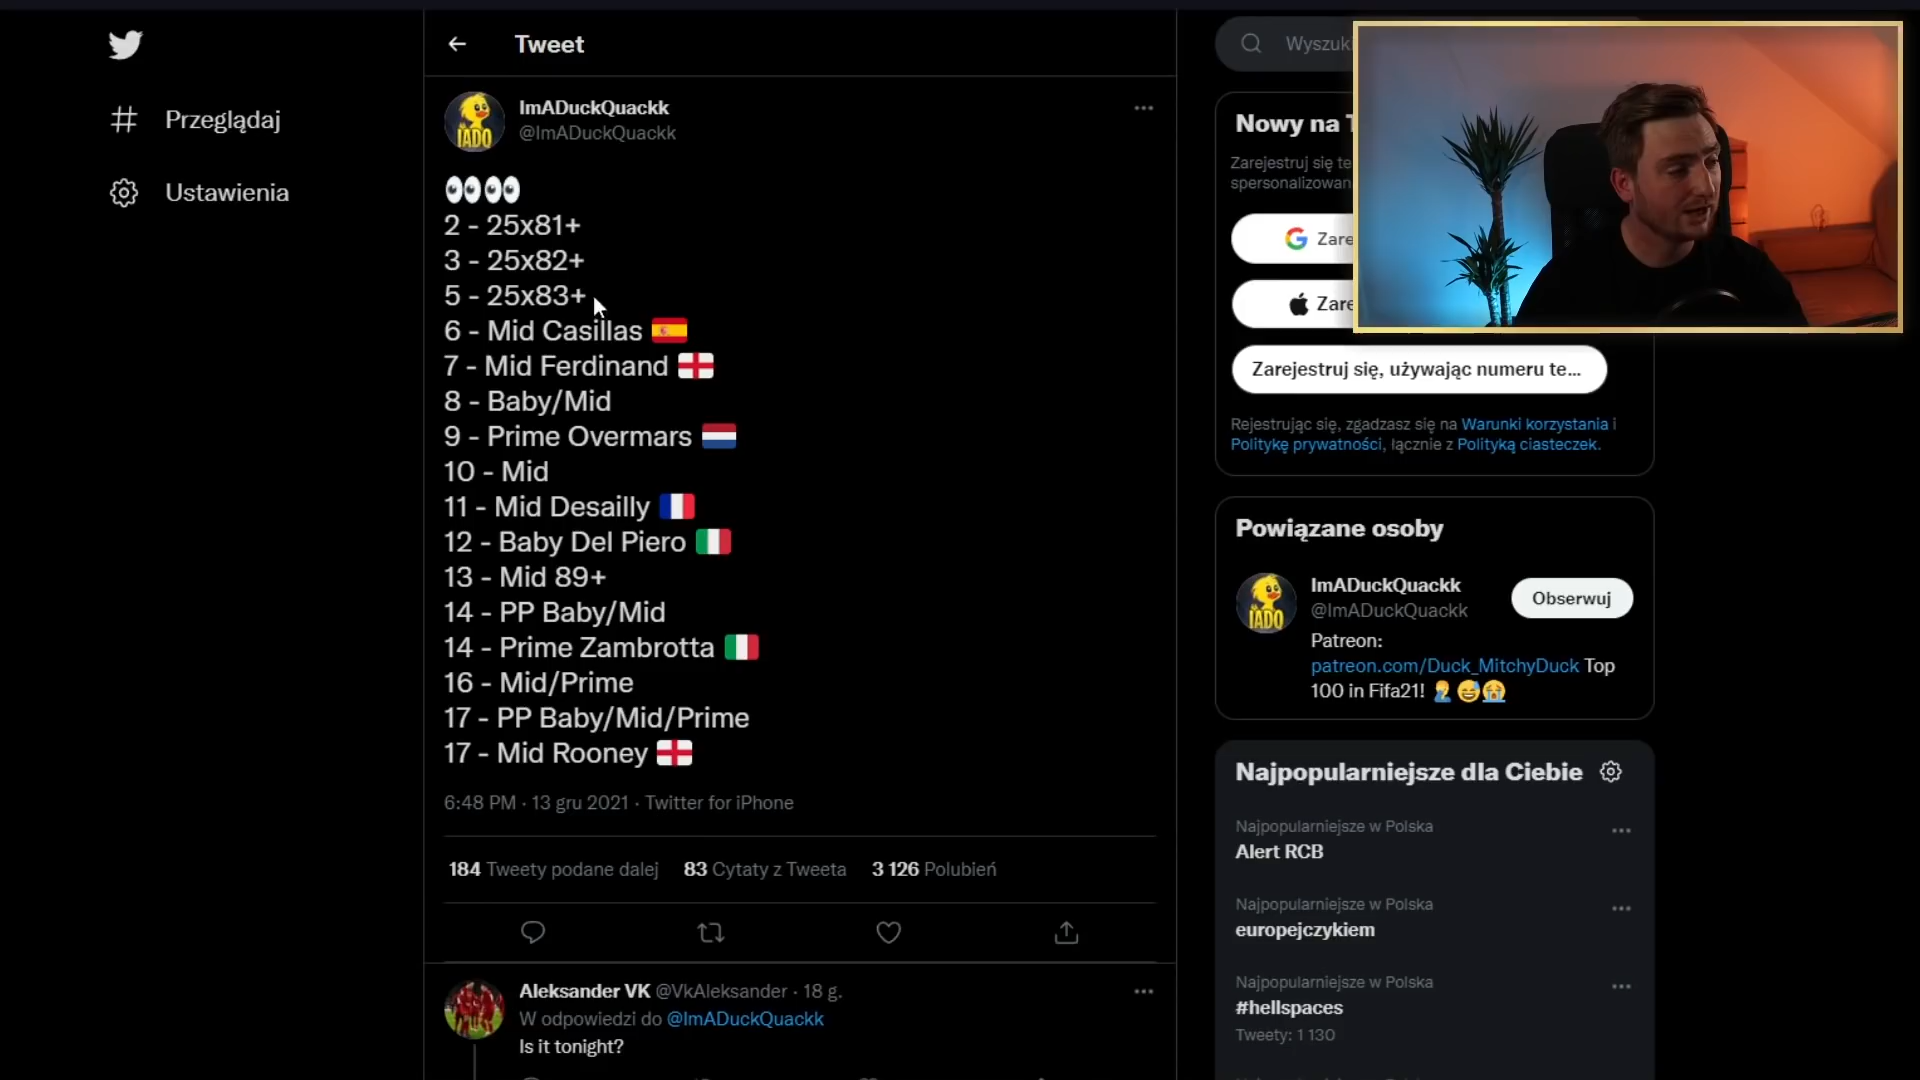 Przeglądaj
Ustawienia
Tweet
IADO
ImADuckQuackk
@ImADuckQuackk
👀👀
2 - 25x81+
3 - 25x82+
5 - 25x83+
6 - Mid Casillas 🇪🇸
7 - Mid Ferdinand 🏴󠁧󠁢󠁥󠁮󠁧󠁿
8 - Baby/Mid
9 - Prime Overmars 🇳🇱
10 - Mid
11 - Mid Desailly 🇫🇷
12 - Baby Del Piero 🇮🇹
13 - Mid 89+
14 - PP Baby/Mid
14 - Prime Zambrotta 🇮🇹
16 - Mid/Prime
17 - PP Baby/Mid/Prime
17 - Mid Rooney 🏴󠁧󠁢󠁥󠁮󠁧󠁿
6:48 PM · 13 gru 2021 · Twitter for iPhone
184 Tweety podane dalej 83 Cytaty z Tweeta 3 126 Polubień
Aleksander VK @VkAleksander · 18 g.
W odpowiedzi do @ImADuckQuackk
Is it tonight?
Wyszuki
Nowy na T
Zarejestruj się te
spersonalizowan
Zare
Zare
Zarejestruj się, używając numeru te...
Rejestrując się, zgadzasz się na Warunki korzystania i
Politykę prywatności, łącznie z Polityką ciasteczek.
Powiązane osoby
IADO
ImADuckQuackk
@ImADuckQuackk
Obserwuj
Patreon:
patreon.com/Duck_MitchyDuck Top
100 in Fifa21! 🤦😅😭
Najpopularniejsze dla Ciebie
Najpopularniejsze w Polska
Alert RCB
Najpopularniejsze w Polska
europejczykiem
Najpopularniejsze w Polska
#hellspaces
Tweety: 1 130